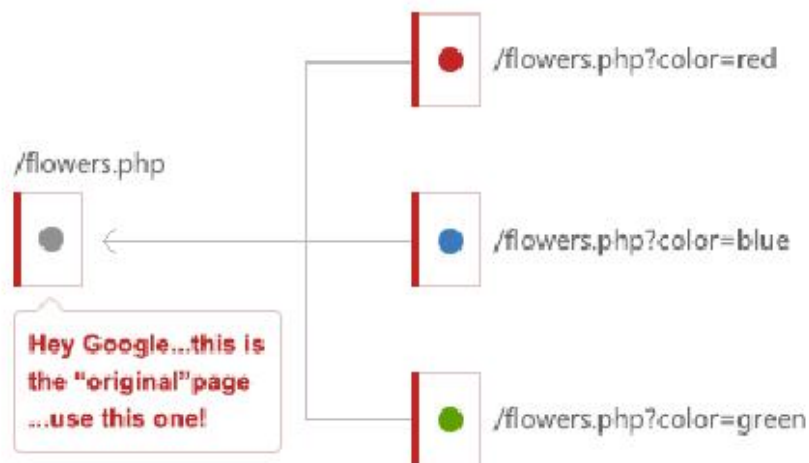 /flowers.php?color=red
/flowers.php
/flowers.php?color=blue
Hey Google...this is
the “original”page
...use this one!
/flowers.php?color=green